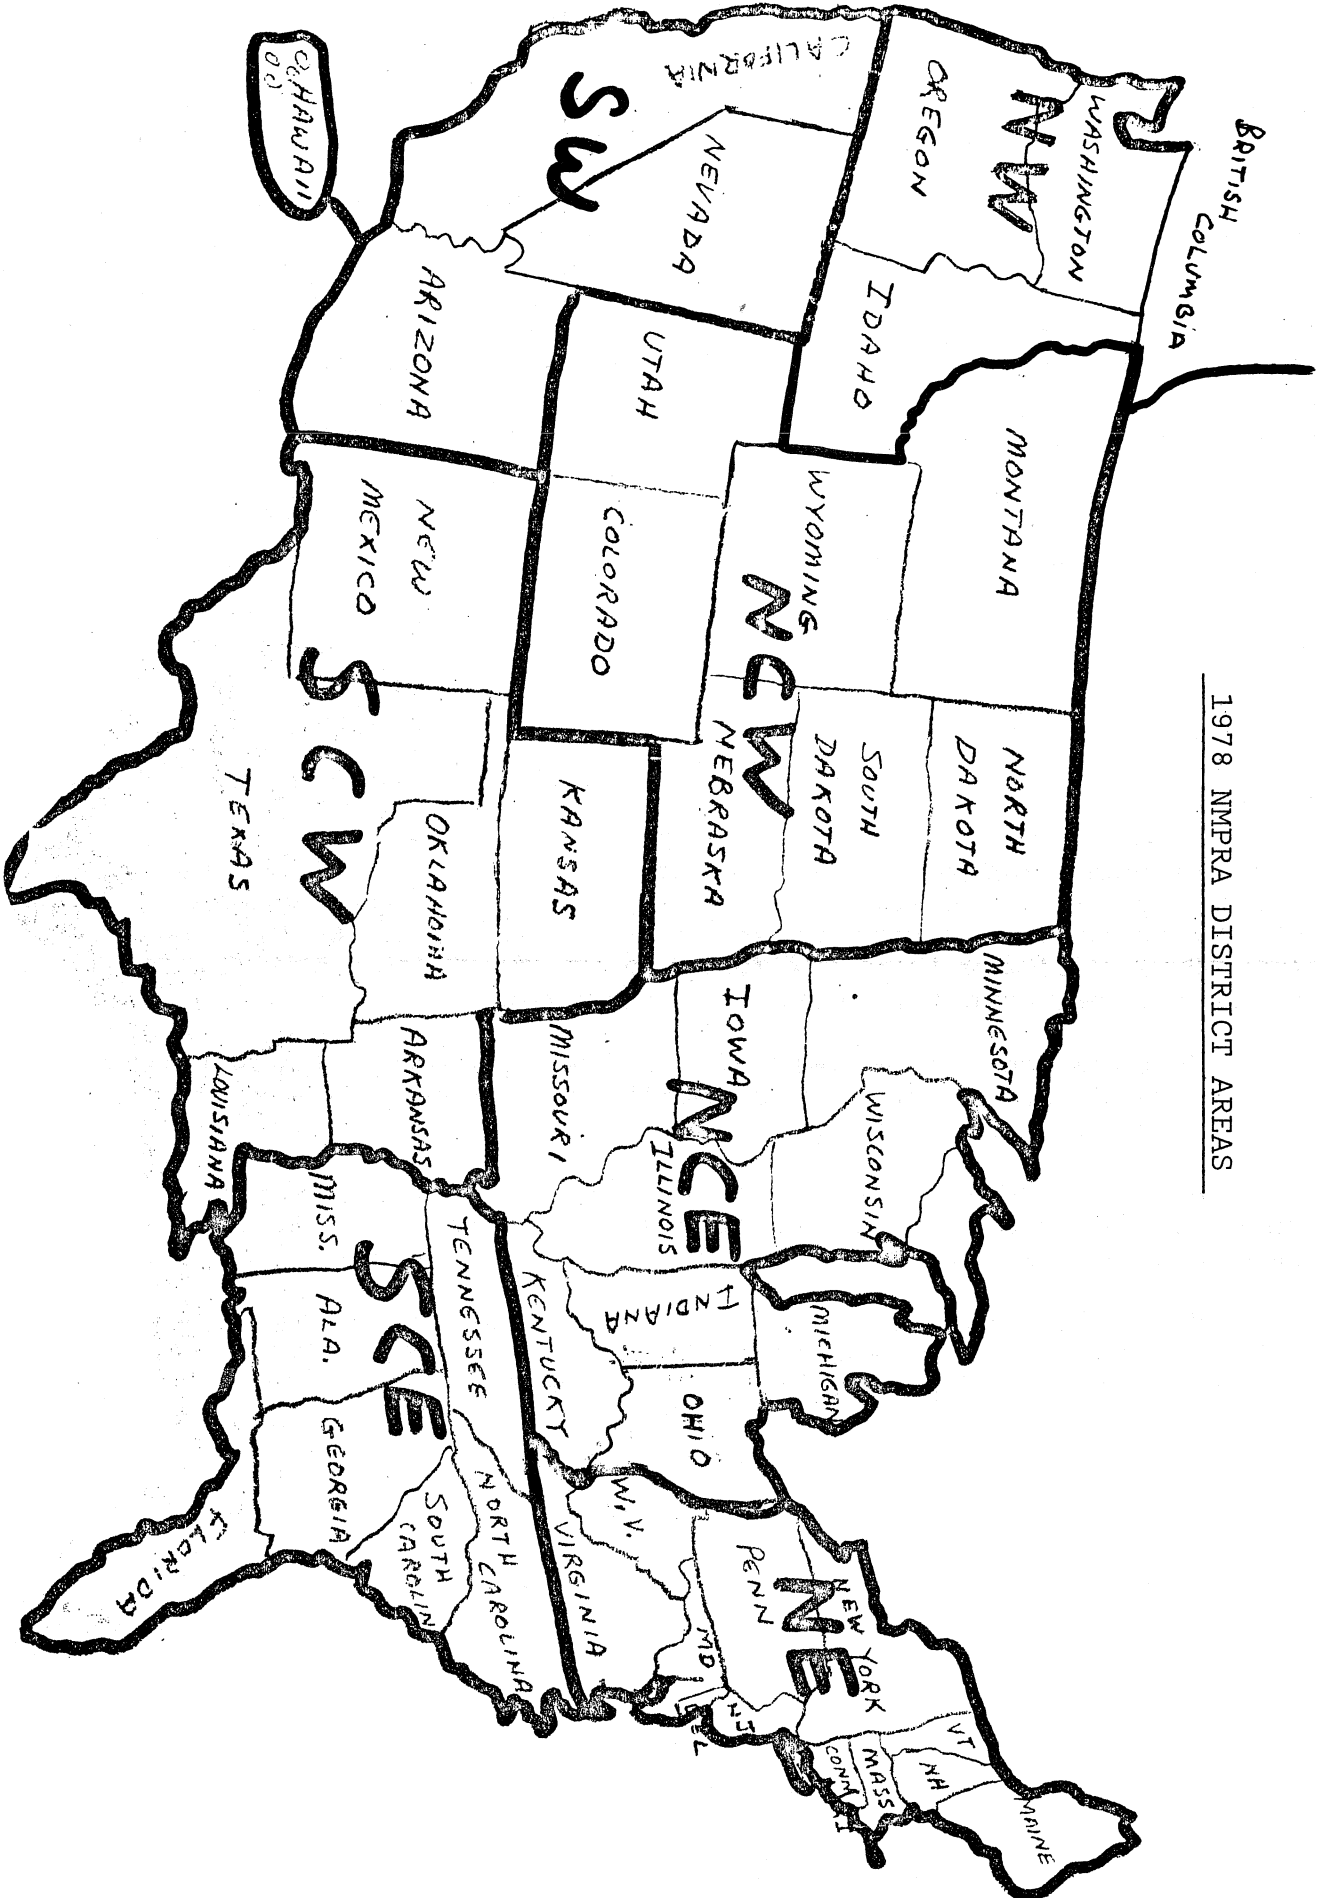 1978 NMPRA DISTRICT AREAS
BRITISH
COLUMBIA
WASHINGTON
NW
OREGON
IDAHO
MONTANA
NORTH
DAKOTA
MINNESOTA
CALIFORNIA
SW
NEVADA
UTAH
WYOMING
NCW
SOUTH
DAKOTA
NEBRASKA
COLORADO
IOWA
NCE
WISCONSIN
ILLINOIS
MICHIGAN
INDIANA
OHIO
HAWAII
ARIZONA
NEW
MEXICO
SCW
KANSAS
OKLAHOMA
TEXAS
MISSOURI
ARKANSAS
LOUISIANA
KENTUCKY
TENNESSEE
MISS.
ALA.
SCE
GEORGIA
FLORIDA
NORTH
CAROLINA
SOUTH
CAROLIN
W.V.
VIRGINIA
PENN
MD
DEL
NJ
NE
NEW YORK
VT
NH
MAINE
MASS
CONN
RI